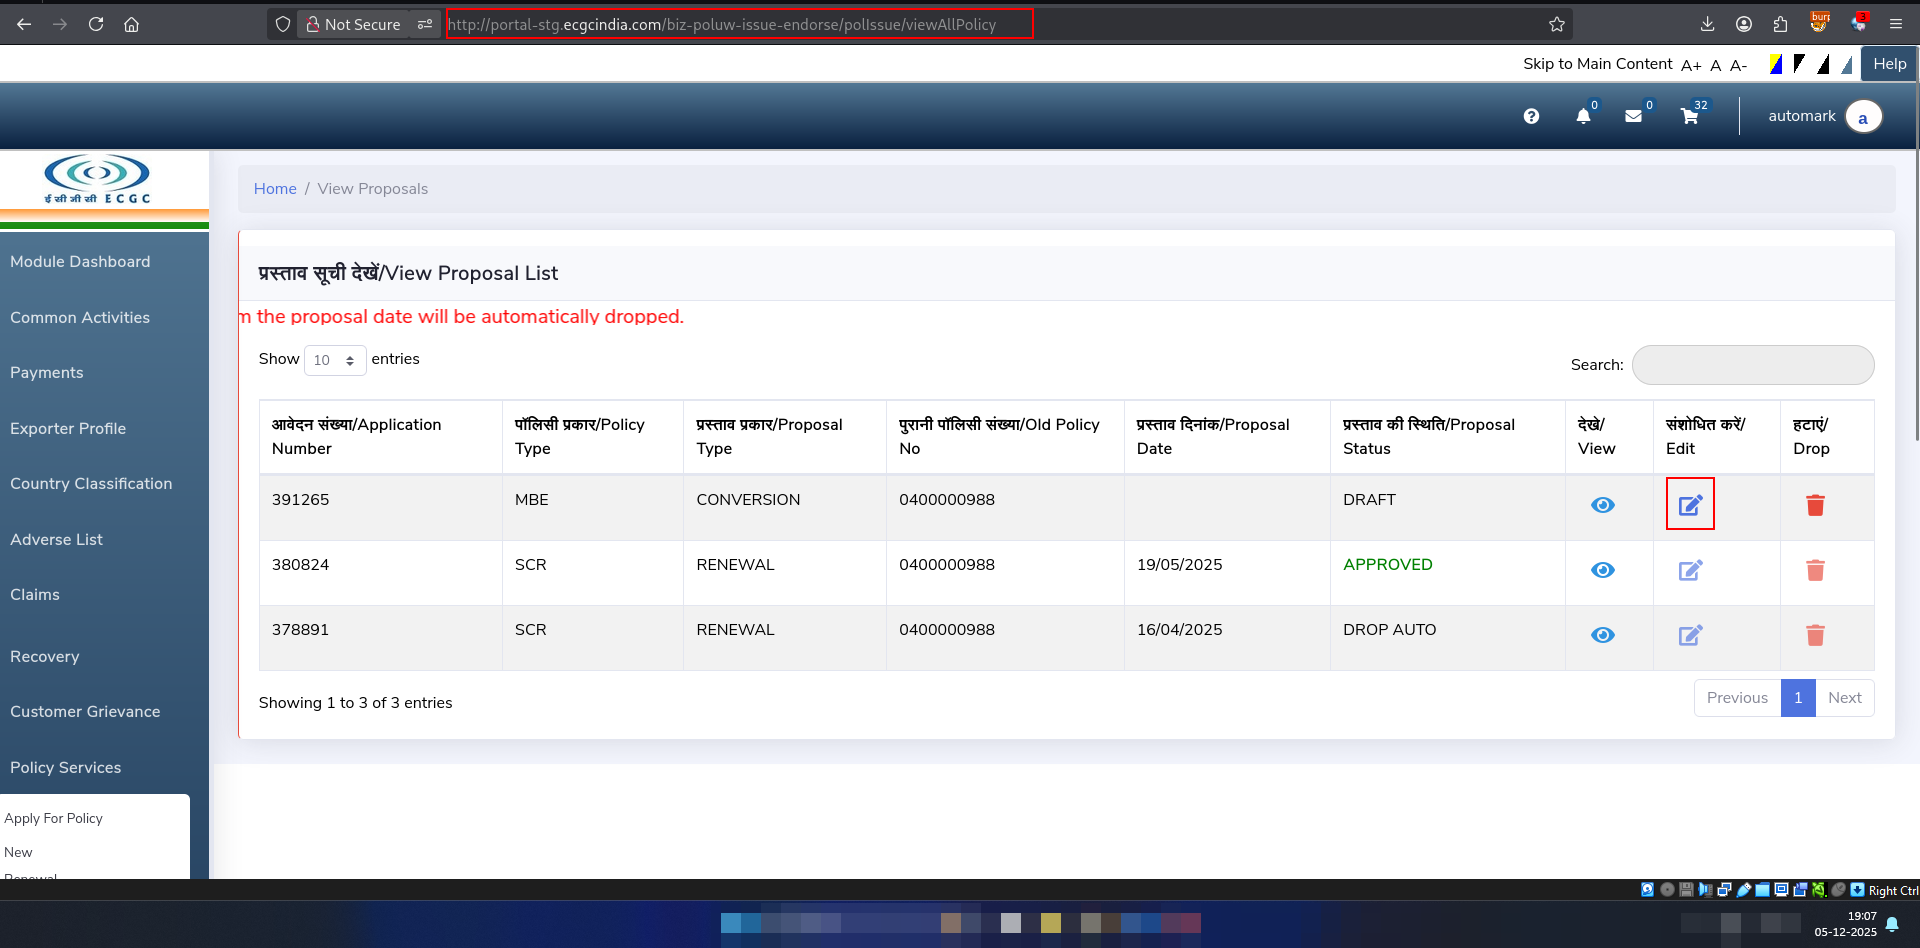 Not Secure
http://portal-stg.ecgcindia.com/biz-poluw-issue-endorse/polIssue/viewAllPolicy
Skip to Main Content A+ A A- Help
0 0 32 automark a
ई सी जी सी E C G C
Home / View Proposals
प्रस्ताव सूची देखें/View Proposal List
m the proposal date will be automatically dropped.
Show 10 entries
Search:
आवेदन संख्या/Application Number
पॉलिसी प्रकार/Policy Type
प्रस्ताव प्रकार/Proposal Type
पुरानी पॉलिसी संख्या/Old Policy No
प्रस्ताव दिनांक/Proposal Date
प्रस्ताव की स्थिति/Proposal Status
देखे/ View
संशोधित करें/ Edit
हटाएं/ Drop
391265 MBE CONVERSION 0400000988 DRAFT
380824 SCR RENEWAL 0400000988 19/05/2025 APPROVED
378891 SCR RENEWAL 0400000988 16/04/2025 DROP AUTO
Showing 1 to 3 of 3 entries
Previous 1 Next
Module Dashboard
Common Activities
Payments
Exporter Profile
Country Classification
Adverse List
Claims
Recovery
Customer Grievance
Policy Services
Apply For Policy
New
Renewal
Right Ctrl
19:07
05-12-2025